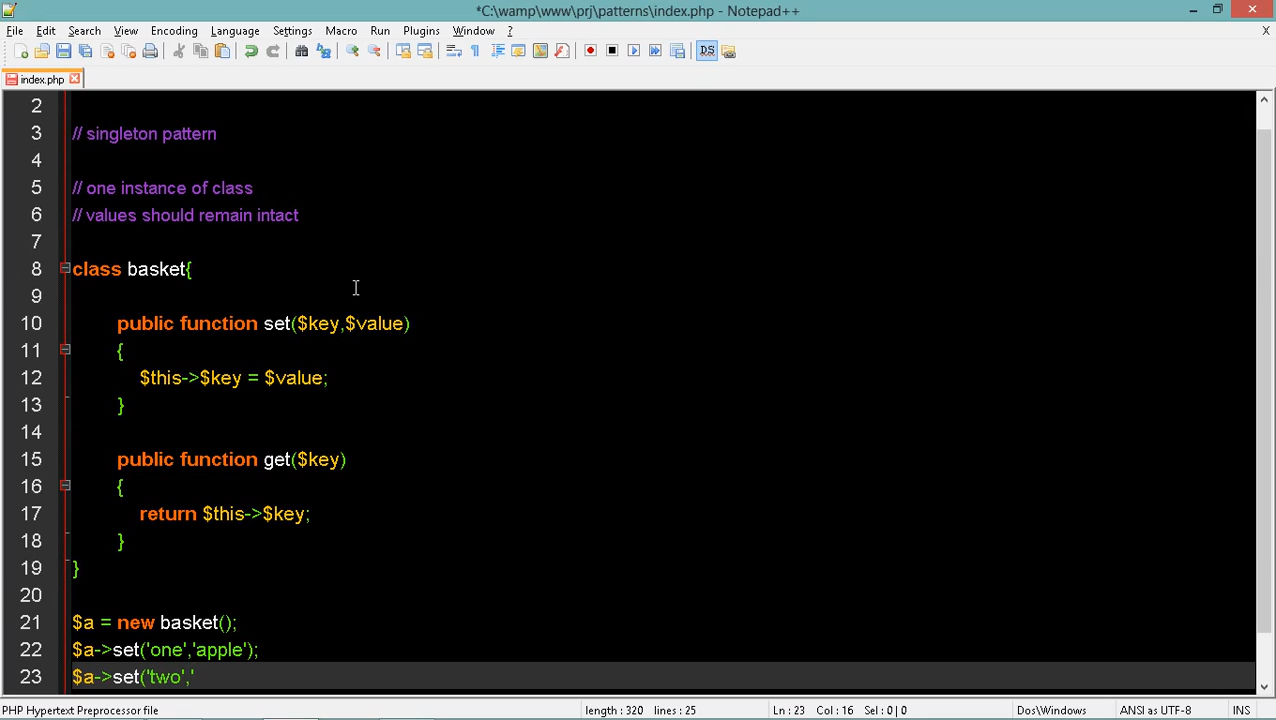 *C:\wamp\www\prj\patterns\index.php - Notepad++
File Edit Search View Encoding Language Settings Macro Run Plugins Window ? X
index.php
2
3 // singleton pattern
4
5 // one instance of class
6 // values should remain intact
7
8 class basket{
9
10 public function set($key,$value)
11 {
12 $this->$key = $value;
13 }
14
15 public function get($key)
16 {
17 return $this->$key;
18 }
19 }
20
21 $a = new basket();
22 $a->set('one','apple');
23 $a->set('two','
PHP Hypertext Preprocessor file length : 320 lines : 25 Ln : 23 Col : 16 Sel : 0 | 0 Dos\Windows ANSI as UTF-8 INS